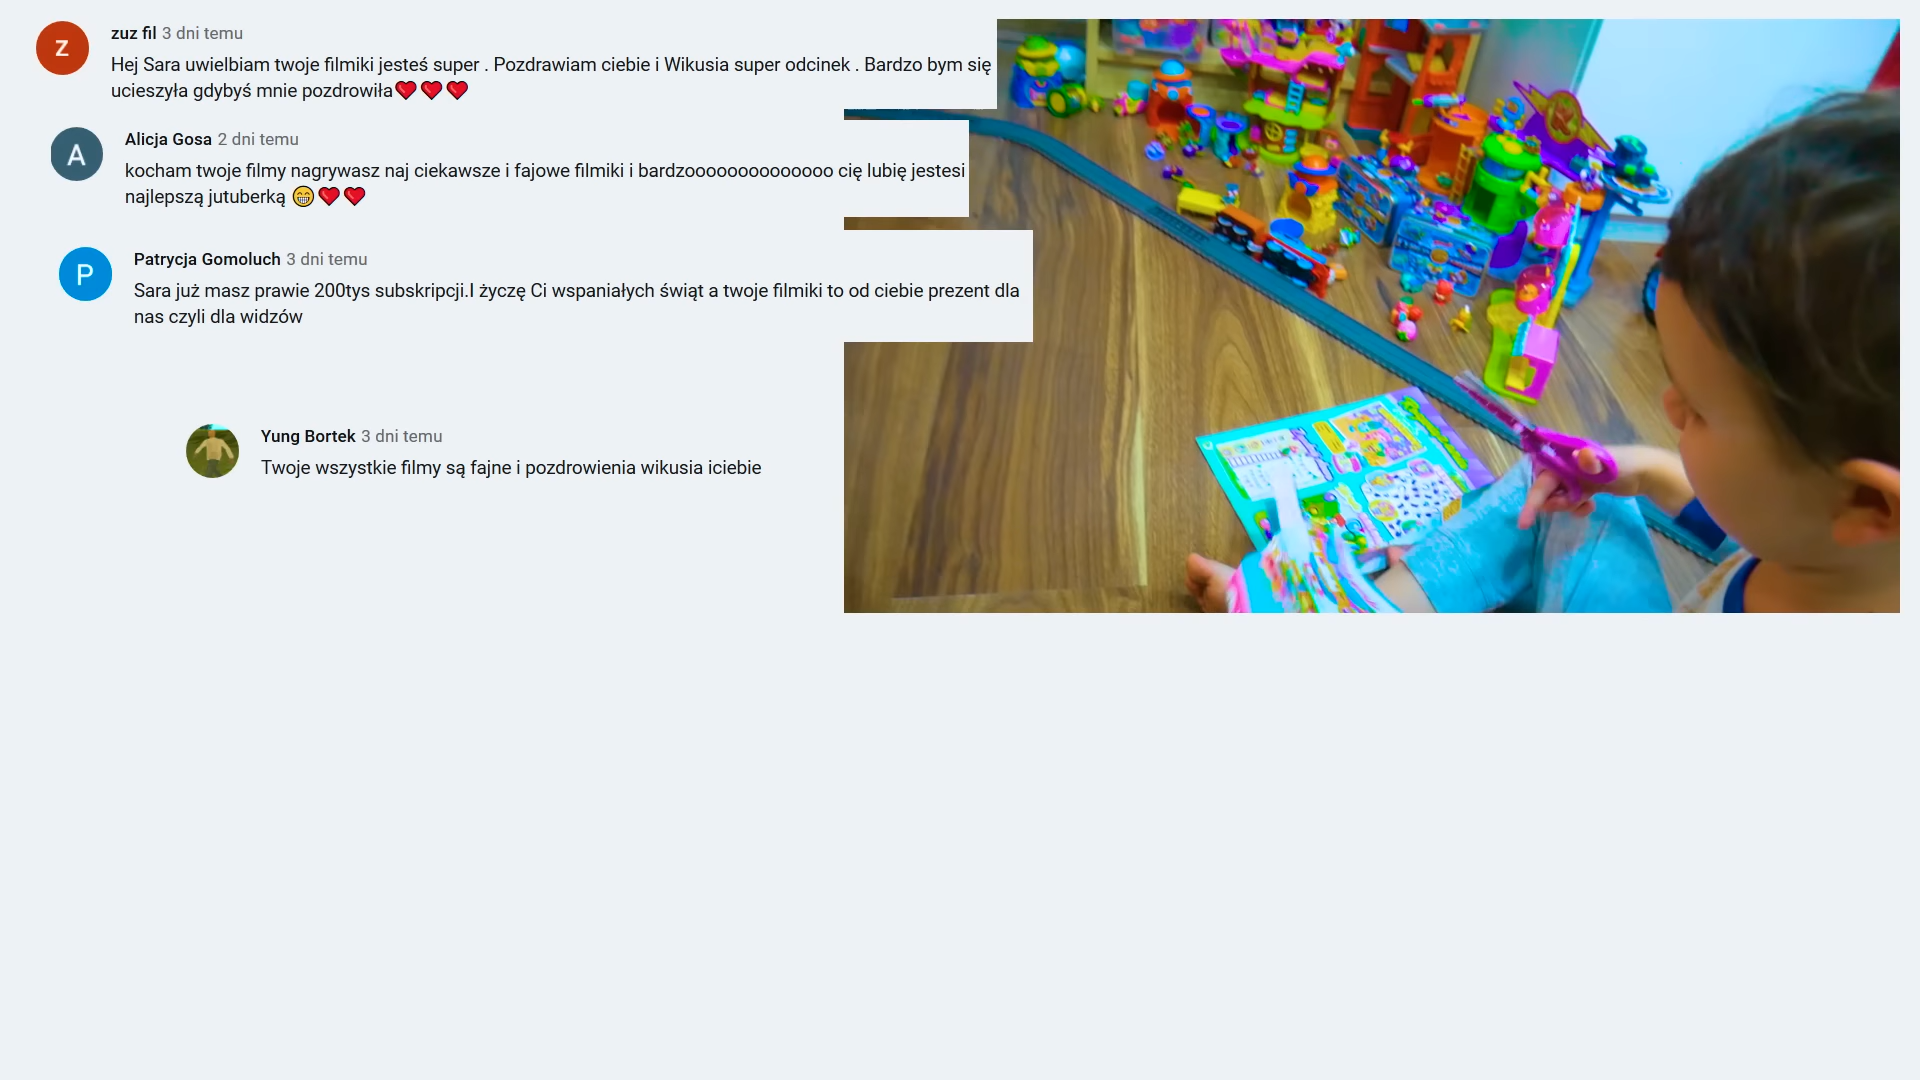 zuz fil 3 dni temu
Hej Sara uwielbiam twoje filmiki jesteś super . Pozdrawiam ciebie i Wikusia super odcinek . Bardzo bym się
ucieszyła gdybyś mnie pozdrowiła❤️❤️❤️
Alicja Gosa 2 dni temu
kocham twoje filmy nagrywasz naj ciekawsze i fajowe filmiki i bardzoooooooooooooo cię lubię jestesi
najlepszą jutuberką 😁❤️❤️
Patrycja Gomoluch 3 dni temu
Sara już masz prawie 200tys subskripcji.I życzę Ci wspaniałych świąt a twoje filmiki to od ciebie prezent dla
nas czyli dla widzów
Yung Bortek 3 dni temu
Twoje wszystkie filmy są fajne i pozdrowienia wikusia iciebie